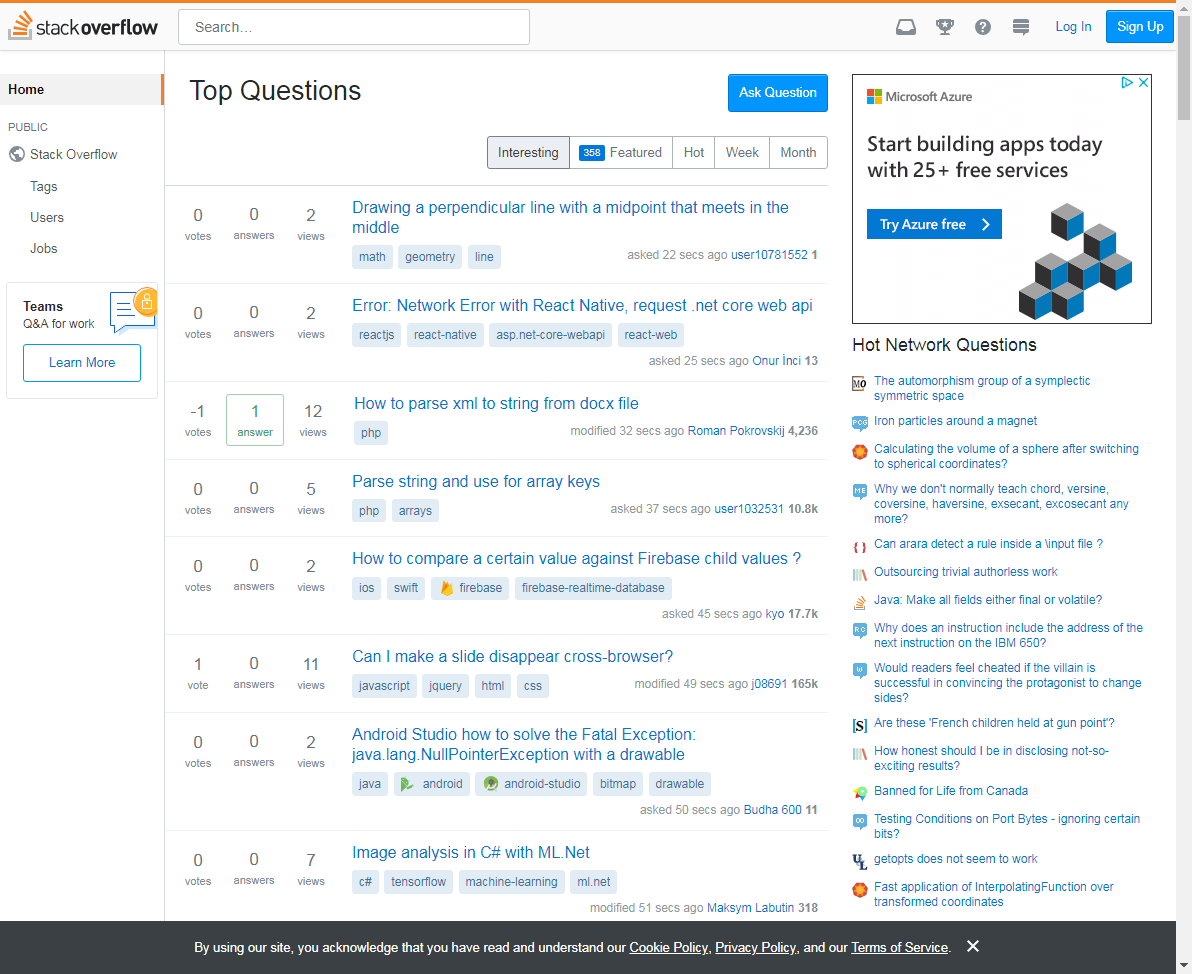 stackoverflow
Search…
Log In
Sign Up
Home
PUBLIC
Stack Overflow
Tags
Users
Jobs
Teams
Q&A for work
Learn More
Top Questions
Ask Question
Interesting
358 Featured
Hot
Week
Month
0 votes
0 answers
2 views
Drawing a perpendicular line with a midpoint that meets in the
middle
math geometry line
asked 22 secs ago user10781552 1
0 votes
0 answers
2 views
Error: Network Error with React Native, request .net core web api
reactjs react-native asp.net-core-webapi react-web
asked 25 secs ago Onur İnci 13
-1 votes
1 answer
12 views
How to parse xml to string from docx file
php
modified 32 secs ago Roman Pokrovskij 4,236
0 votes
0 answers
5 views
Parse string and use for array keys
php arrays
asked 37 secs ago user1032531 10.8k
0 votes
0 answers
2 views
How to compare a certain value against Firebase child values ?
ios swift firebase firebase-realtime-database
asked 45 secs ago kyo 17.7k
1 vote
0 answers
11 views
Can I make a slide disappear cross-browser?
javascript jquery html css
modified 49 secs ago j08691 165k
0 votes
0 answers
2 views
Android Studio how to solve the Fatal Exception:
java.lang.NullPointerException with a drawable
java android android-studio bitmap drawable
asked 50 secs ago Budha 600 11
0 votes
0 answers
7 views
Image analysis in C# with ML.Net
c# tensorflow machine-learning ml.net
modified 51 secs ago Maksym Labutin 318
Microsoft Azure
Start building apps today
with 25+ free services
Try Azure free
Hot Network Questions
MO The automorphism group of a symplectic
symmetric space
PCG Iron particles around a magnet
Calculating the volume of a sphere after switching
to spherical coordinates?
ME Why we don't normally teach chord, versine,
coversine, haversine, exsecant, excosecant any
more?
Can arara detect a rule inside a \input file ?
Outsourcing trivial authorless work
Java: Make all fields either final or volatile?
RC Why does an instruction include the address of the
next instruction on the IBM 650?
W Would readers feel cheated if the villain is
successful in convincing the protagonist to change
sides?
[S] Are these 'French children held at gun point'?
How honest should I be in disclosing not-so-
exciting results?
Banned for Life from Canada
Testing Conditions on Port Bytes - ignoring certain
bits?
UL getopts does not seem to work
Fast application of InterpolatingFunction over
transformed coordinates
By using our site, you acknowledge that you have read and understand our Cookie Policy, Privacy Policy, and our Terms of Service.